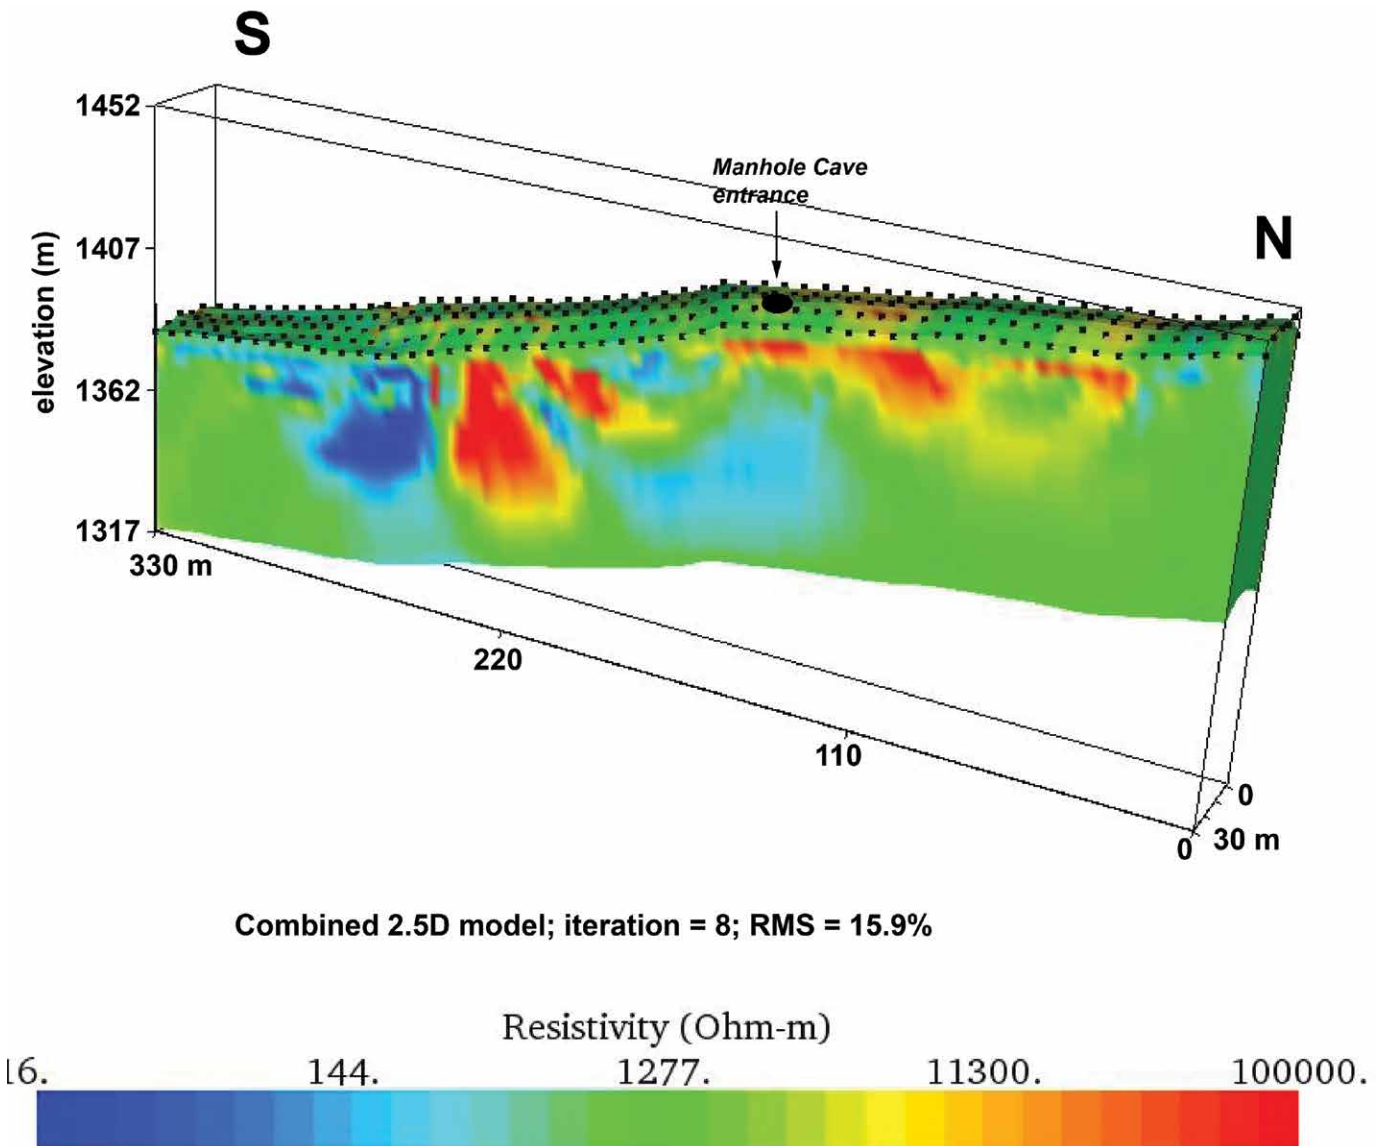 S
1452
Manhole Cave
entrance
N
1407
elevation (m)
1362
1317
330 m
220
110
0
30 m
0
Combined 2.5D model; iteration = 8; RMS = 15.9%
Resistivity (Ohm-m)
16. 144. 1277. 11300. 100000.